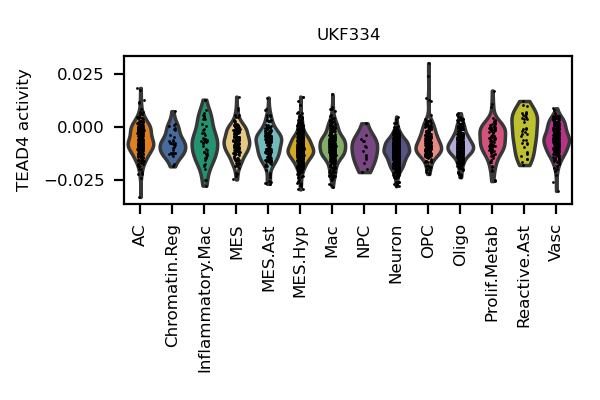 UKF334
TEAD4 activity
0.025
0.000
−0.025
AC
Chromatin.Reg
Inflammatory.Mac
MES
MES.Ast
MES.Hyp
Mac
NPC
Neuron
OPC
Oligo
Prolif.Metab
Reactive.Ast
Vasc